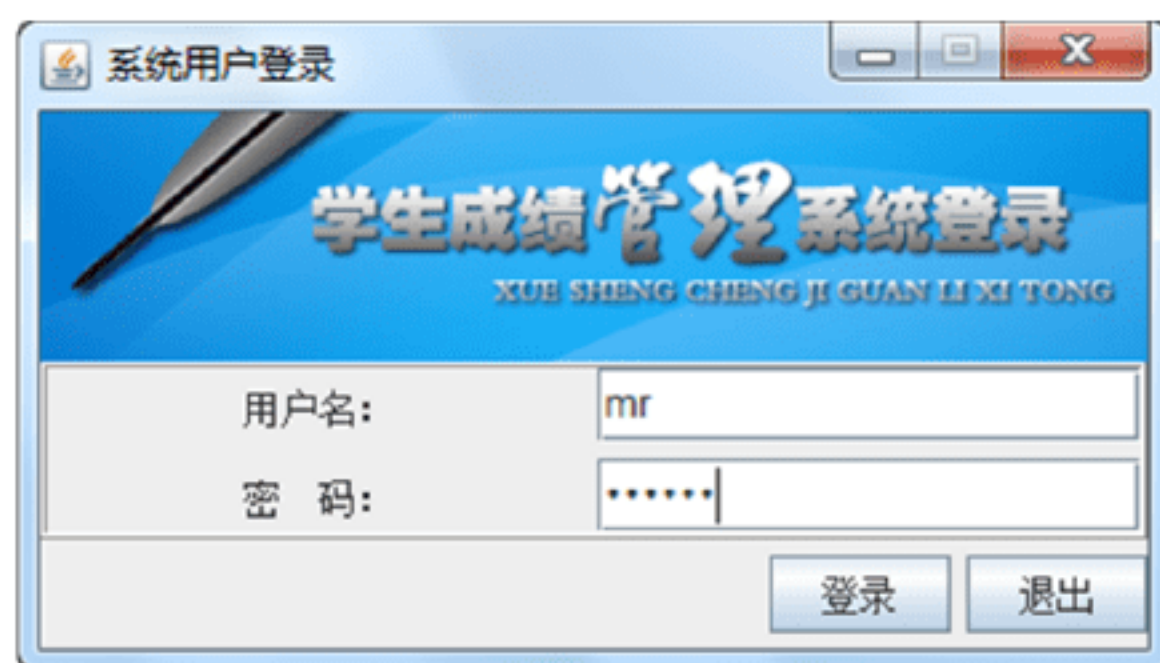 系统用户登录
学生成绩管理系统登录
XUE SHENG CHENG JI GUAN LI XI TONG
用户名: mr
密 码: ••••••
登录 退出